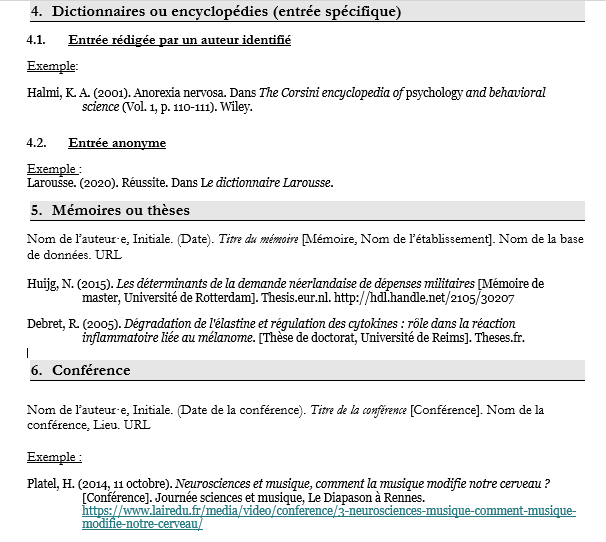 4. Dictionnaires ou encyclopédies (entrée spécifique)
4.1. Entrée rédigée par un auteur identifié
Exemple:
Halmi, K. A. (2001). Anorexia nervosa. Dans The Corsini encyclopedia of psychology and behavioral
science (Vol. 1, p. 110-111). Wiley.
4.2. Entrée anonyme
Exemple :
Larousse. (2020). Réussite. Dans Le dictionnaire Larousse.
5. Mémoires ou thèses
Nom de l'auteur·e, Initiale. (Date). Titre du mémoire [Mémoire, Nom de l'établissement]. Nom de la base
de données. URL
Huijg, N. (2015). Les déterminants de la demande néerlandaise de dépenses militaires [Mémoire de
master, Université de Rotterdam]. Thesis.eur.nl. http://hdl.handle.net/2105/30207
Debret, R. (2005). Dégradation de l'élastine et régulation des cytokines : rôle dans la réaction
inflammatoire liée au mélanome. [Thèse de doctorat, Université de Reims]. Theses.fr.
6. Conférence
Nom de l'auteur·e, Initiale. (Date de la conférence). Titre de la conférence [Conférence]. Nom de la
conférence, Lieu. URL
Exemple :
Platel, H. (2014, 11 octobre). Neurosciences et musique, comment la musique modifie notre cerveau ?
[Conférence]. Journée sciences et musique, Le Diapason à Rennes.
https://www.lairedu.fr/media/video/conference/3-neurosciences-musique-comment-musique-
modifie-notre-cerveau/